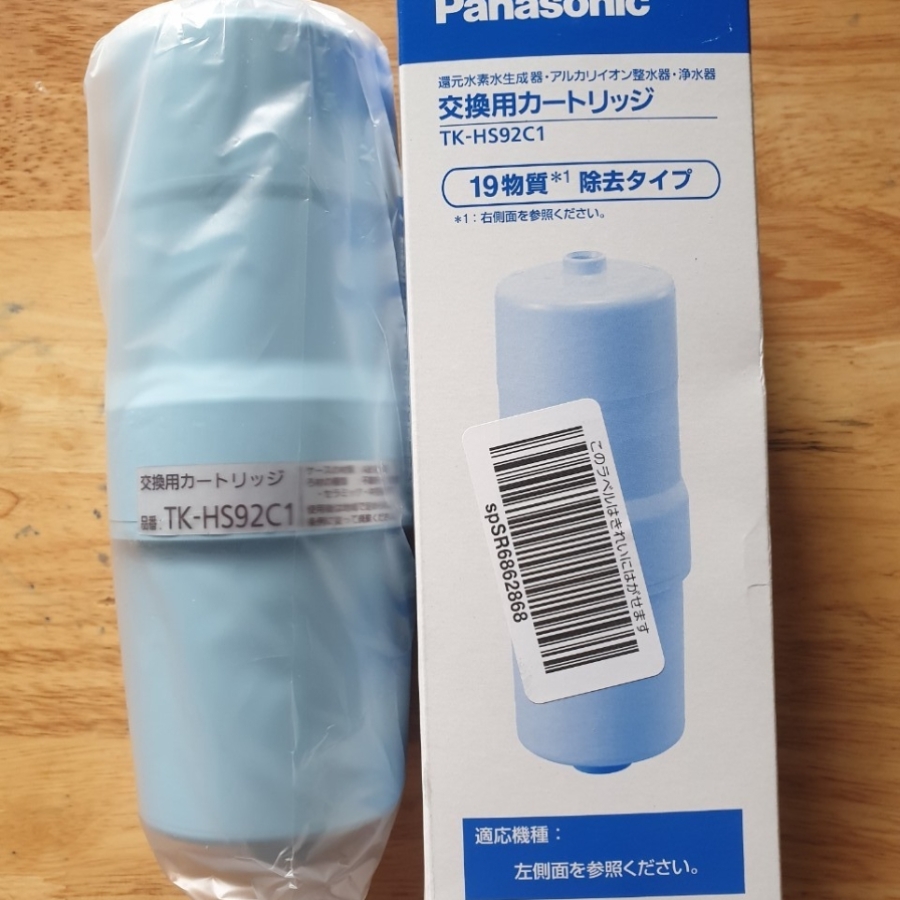 Panasonic
還元水素水生成器・アルカリイオン整水器・浄水器
交換用カートリッジ
TK-HS92C1
19物質*1 除去タイプ
*1:右側面を参照ください。
交換用カートリッジ
品番:TK-HS92C1
このラベルはきれいにはがせます
spSR6862868
適応機種:
左側面を参照ください。